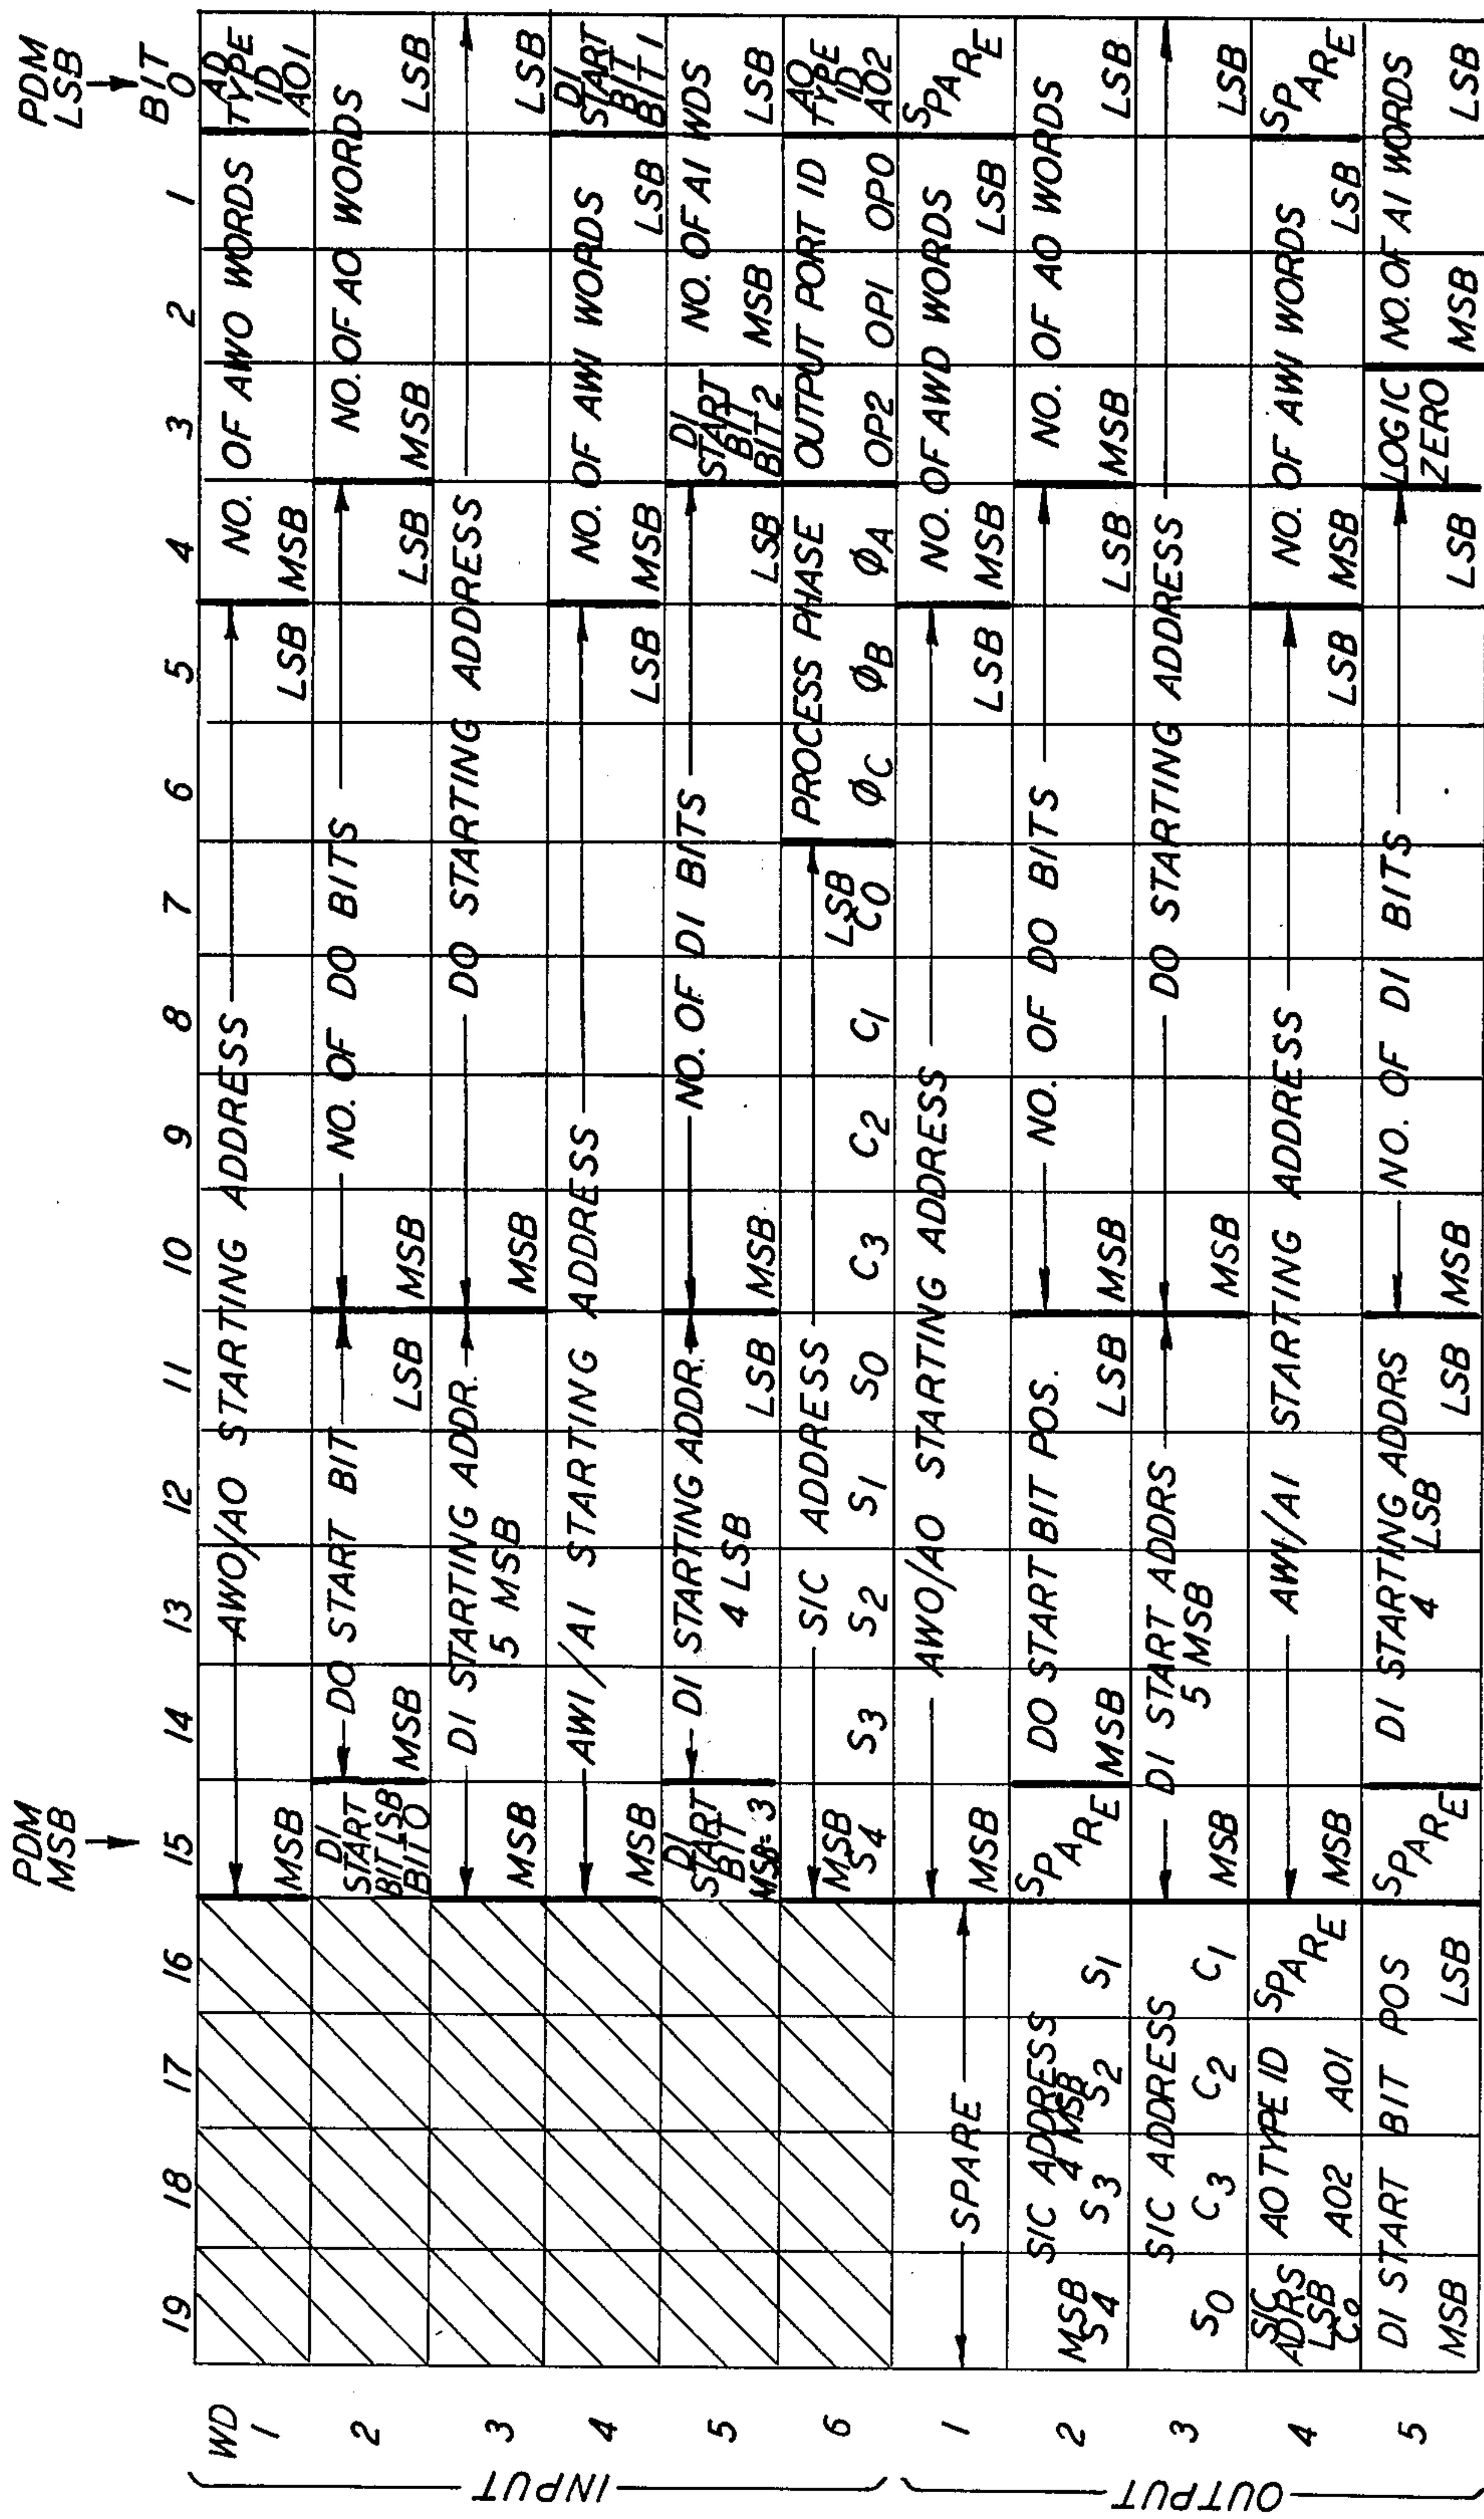 PDM
MSB
PDM
LSB
19 18 17 16 15 14 13 12 11 10 9 8 7 6 5 4 3 2 1 BIT
0
INPUT
WD
1
AWO/AO STARTING ADDRESS
MSB
LSB
NO. OF AWO WORDS
MSB
AO
TYPE
ID
AO1
2
DI
START
BIT LSB
BIT 0
DO START BIT
MSB
LSB
NO. OF DO BITS
MSB
LSB
NO. OF AO WORDS
MSB
LSB
3
DI STARTING ADDR.
5 MSB
MSB
DO STARTING ADDRESS
MSB
LSB
4
AWI/AI STARTING ADDRESS
MSB
LSB
NO. OF AWI WORDS
MSB
LSB
DI
START
BIT
BIT 1
5
DI
START
BIT
MSB-3
DI STARTING ADDR.
4 LSB
LSB
NO. OF DI BITS
MSB
LSB
DI
START
BIT
BIT 2
NO. OF AI WDS
MSB
LSB
6
SIC ADDRESS
MSB
S4 S3 S2 S1 S0 C3 C2 C1
LSB
C0
PROCESS PHASE
ØC ØB ØA
OUTPUT PORT ID
OP2 OP1 OP0
AO
TYPE
ID
AO2
OUTPUT
1
SPARE
AWO/AO STARTING ADDRESS
MSB
LSB
NO. OF AWD WORDS
MSB
LSB
SPARE
2
SIC ADDRESS
4 MSB
MSB
S4 S3 S2 S1
SPARE
DO START BIT POS.
MSB
LSB
NO. OF DO BITS
MSB
LSB
NO. OF AO WORDS
MSB
LSB
3
SIC ADDRESS
S0 C3 C2 C1
DI START ADDRS
5 MSB
MSB
DO STARTING ADDRESS
MSB
LSB
4
SIC
ADRS
LSB
C0
AO TYPE ID
AO2 AO1
SPARE
AWI/AI STARTING ADDRESS
MSB
LSB
NO. OF AWI WORDS
MSB
LSB
SPARE
5
DI START BIT POS
MSB
LSB
SPARE
DI STARTING ADDRS
4 LSB
LSB
NO. OF DI BITS
MSB
LSB
LOGIC
ZERO
NO. OF AI WORDS
MSB
LSB